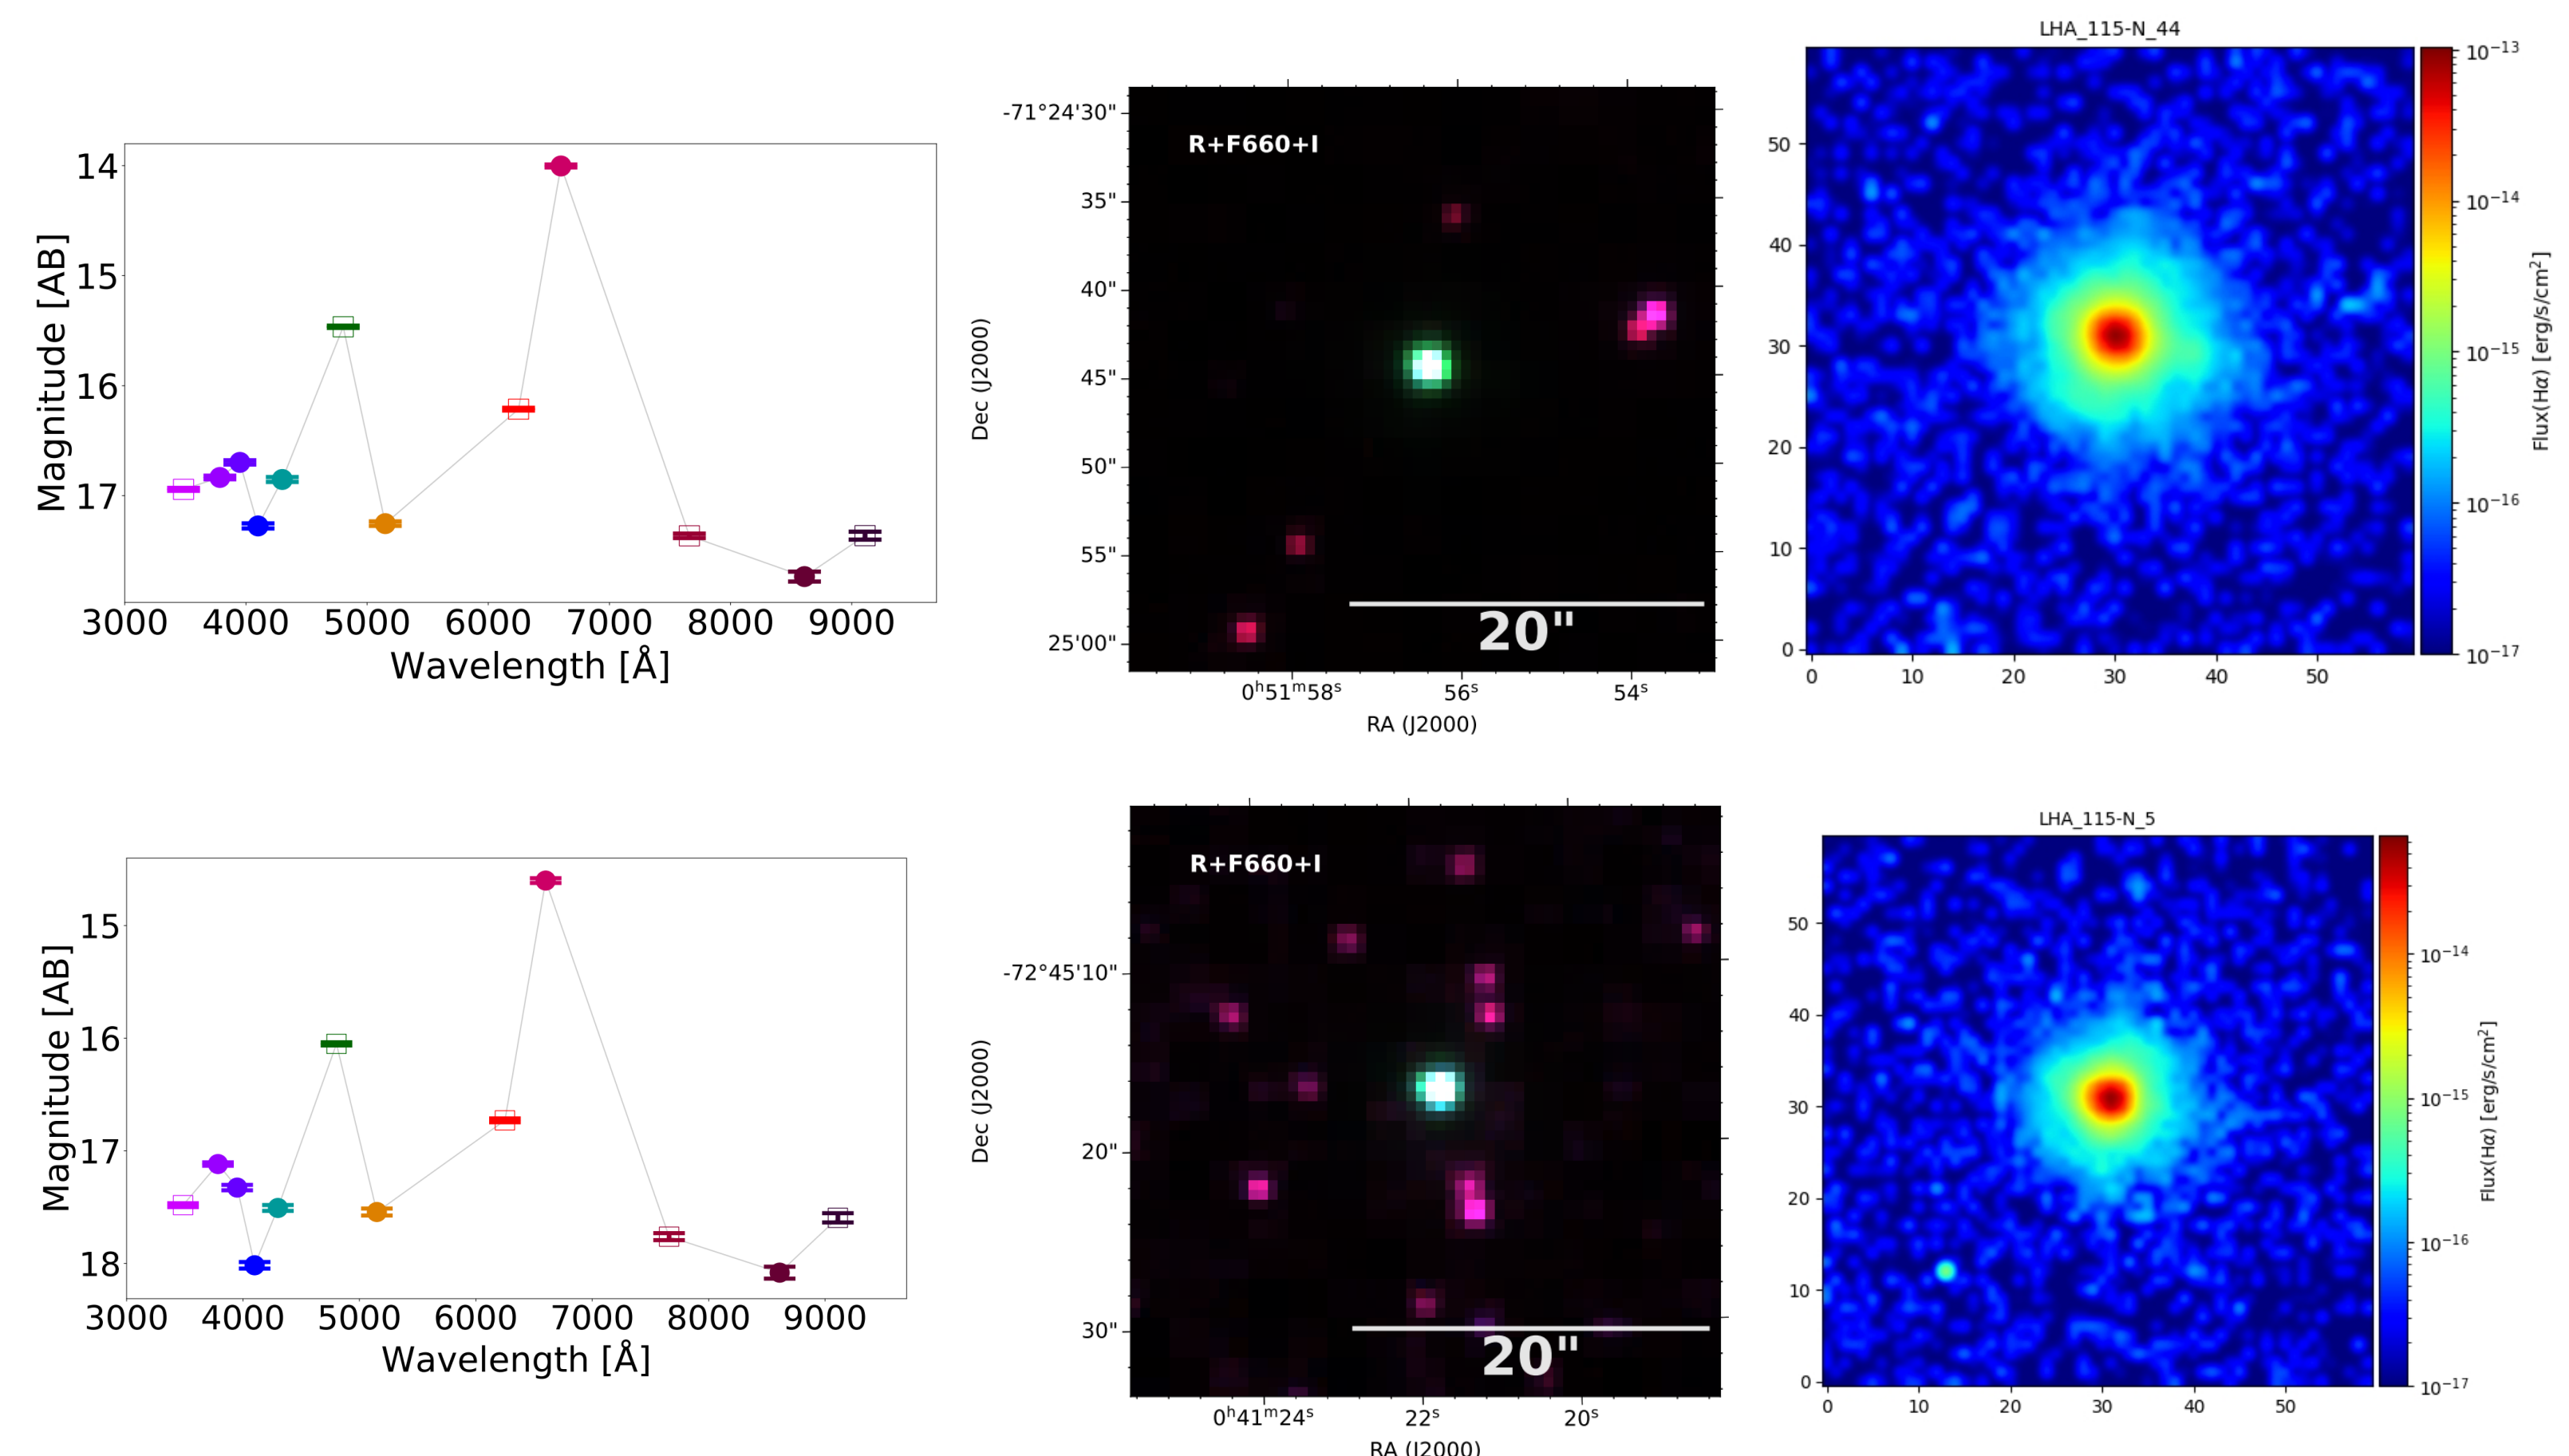 LHA_115-N_44
14
15
16
17
Magnitude [AB]
3000 4000 5000 6000 7000 8000 9000
Wavelength [Å]
R+F660+I
-71°24'30"
35"
40"
45"
50"
55"
25'00"
Dec (J2000)
20"
0ʰ51ᵐ58ˢ 56ˢ 54ˢ
RA (J2000)
50
40
30
20
10
0
0 10 20 30 40 50
10⁻¹³
10⁻¹⁴
10⁻¹⁵
10⁻¹⁶
10⁻¹⁷
Flux(Hα) [erg/s/cm²]
15
16
17
18
Magnitude [AB]
3000 4000 5000 6000 7000 8000 9000
Wavelength [Å]
R+F660+I
-72°45'10"
20"
30"
Dec (J2000)
20"
0ʰ41ᵐ24ˢ 22ˢ 20ˢ
RA (J2000)
LHA_115-N_5
50
40
30
20
10
0
0 10 20 30 40 50
10⁻¹⁴
10⁻¹⁵
10⁻¹⁶
10⁻¹⁷
Flux(Hα) [erg/s/cm²]